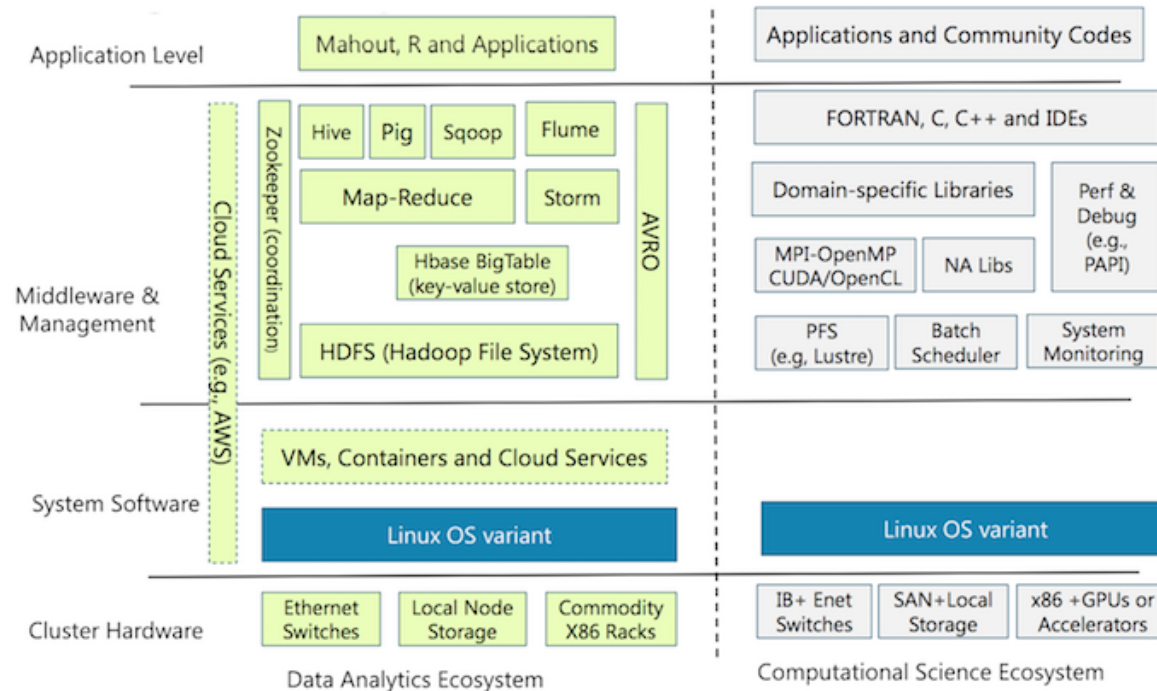 Application Level
Mahout, R and Applications
Applications and Community Codes
Cloud Services (e.g., AWS)
Zookeeper (coordination)
Hive
Pig
Sqoop
Flume
AVRO
Map-Reduce
Storm
Hbase BigTable
(key-value store)
HDFS (Hadoop File System)
Middleware &
Management
FORTRAN, C, C++ and IDEs
Domain-specific Libraries
Perf &
Debug
(e.g.,
PAPI)
MPI-OpenMP
CUDA/OpenCL
NA Libs
PFS
(e.g, Lustre)
Batch
Scheduler
System
Monitoring
System Software
VMs, Containers and Cloud Services
Linux OS variant
Linux OS variant
Cluster Hardware
Ethernet
Switches
Local Node
Storage
Commodity
X86 Racks
IB+ Enet
Switches
SAN+Local
Storage
x86 +GPUs or
Accelerators
Data Analytics Ecosystem
Computational Science Ecosystem